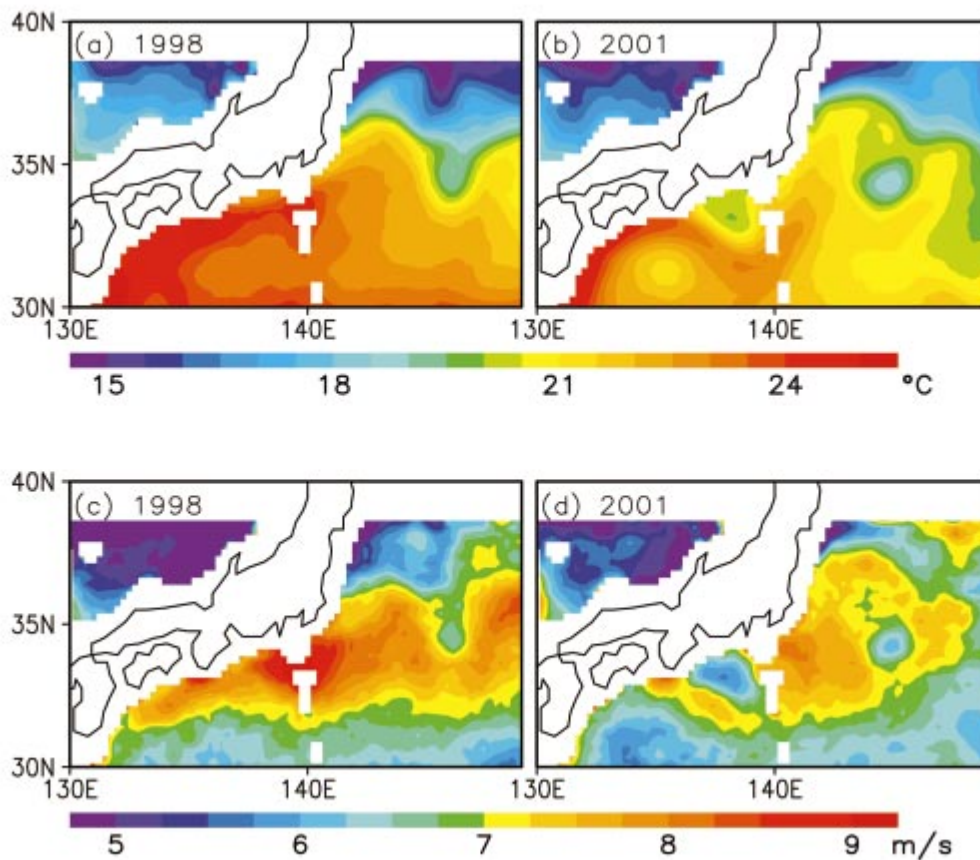 40N
(a) 1998
(b) 2001
35N
30N
130E 140E 130E 140E
15 18 21 24 °C
40N
(c) 1998
(d) 2001
35N
30N
130E 140E 130E 140E
5 6 7 8 9 m/s